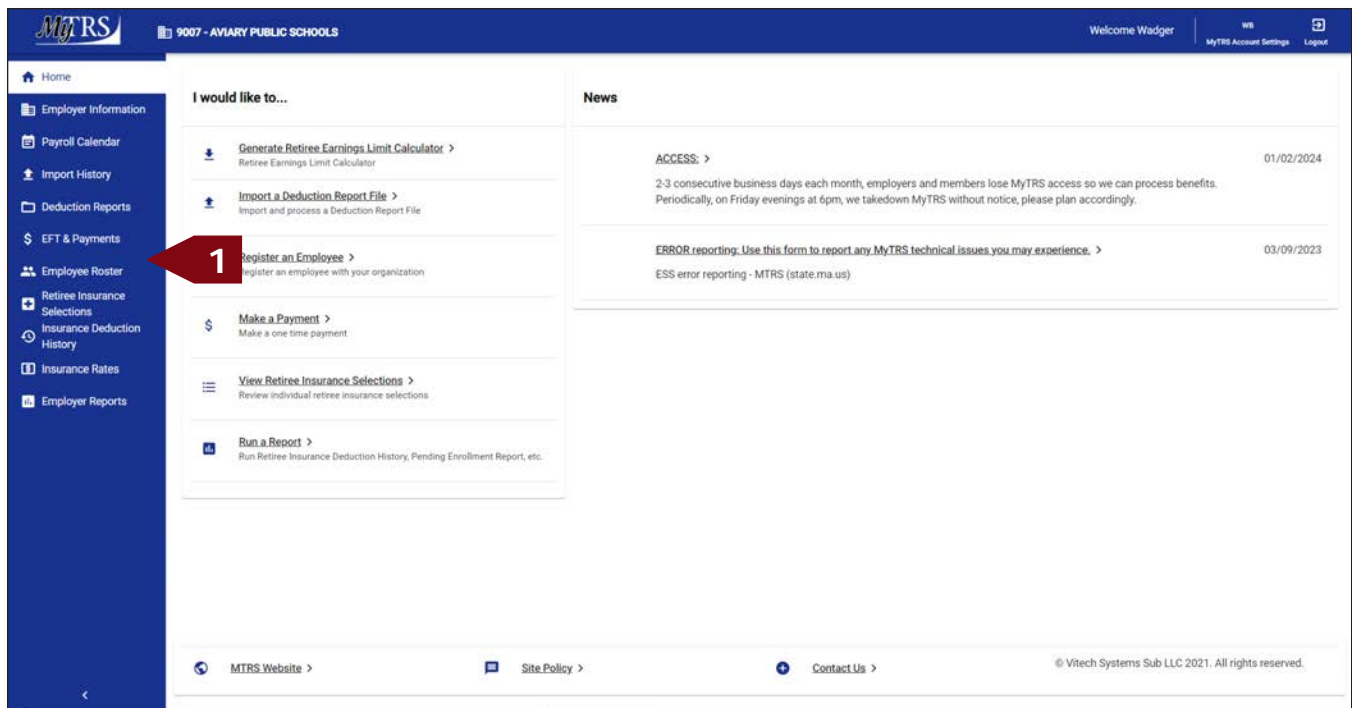 MyTRS
9007 - AVIARY PUBLIC SCHOOLS
Welcome Wadger
WB
MyTRS Account Settings
Logout
Home
Employer Information
Payroll Calendar
Import History
Deduction Reports
$ EFT & Payments
Employee Roster
Retiree Insurance
Selections
Insurance Deduction
History
Insurance Rates
Employer Reports
1
I would like to...
Generate Retiree Earnings Limit Calculator >
Retiree Earnings Limit Calculator
Import a Deduction Report File >
Import and process a Deduction Report File
Register an Employee >
Register an employee with your organization
$ Make a Payment >
Make a one time payment
View Retiree Insurance Selections >
Review individual retiree insurance selections
Run a Report >
Run Retiree Insurance Deduction History, Pending Enrollment Report, etc.
News
ACCESS: >
01/02/2024
2-3 consecutive business days each month, employers and members lose MyTRS access so we can process benefits.
Periodically, on Friday evenings at 6pm, we takedown MyTRS without notice, please plan accordingly.
ERROR reporting: Use this form to report any MyTRS technical issues you may experience. >
03/09/2023
ESS error reporting - MTRS (state.ma.us)
MTRS Website >
Site Policy >
Contact Us >
© Vitech Systems Sub LLC 2021. All rights reserved.
<